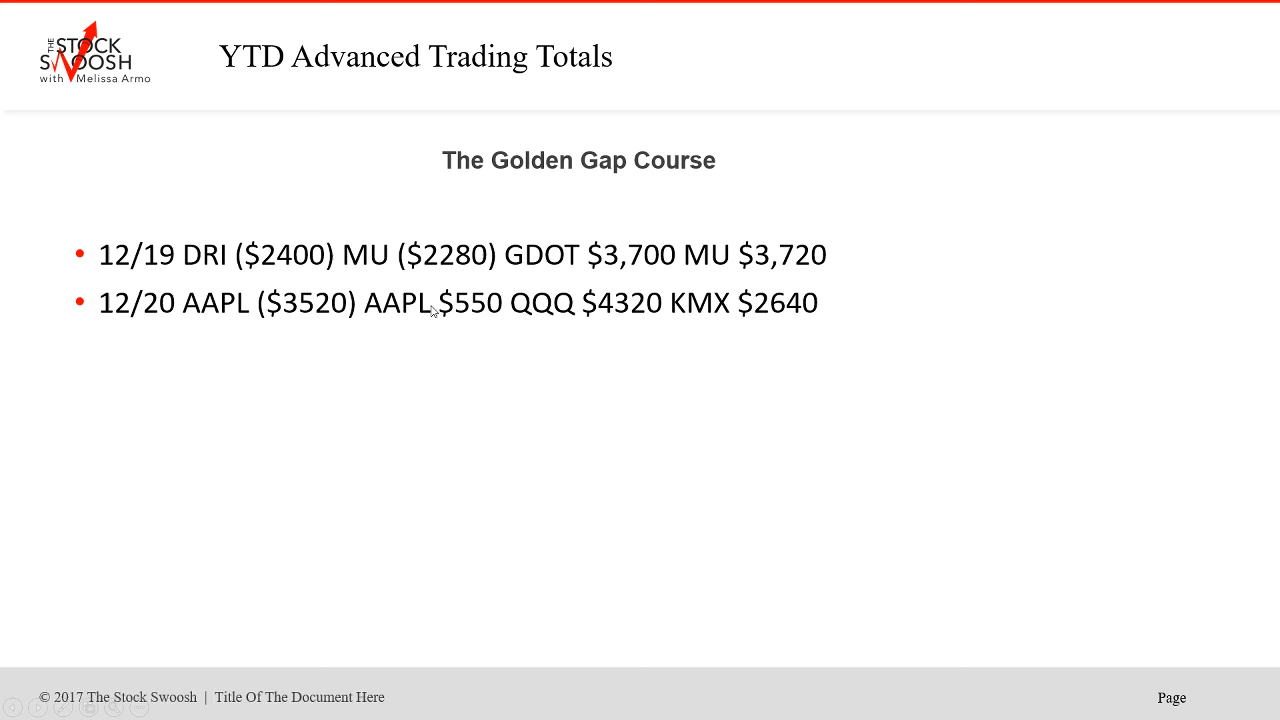 THE STOCK
SWOOSH
with Melissa Armo
YTD Advanced Trading Totals
The Golden Gap Course
• 12/19 DRI ($2400) MU ($2280) GDOT $3,700 MU $3,720
• 12/20 AAPL ($3520) AAPL $550 QQQ $4320 KMX $2640
© 2017 The Stock Swoosh | Title Of The Document Here
Page